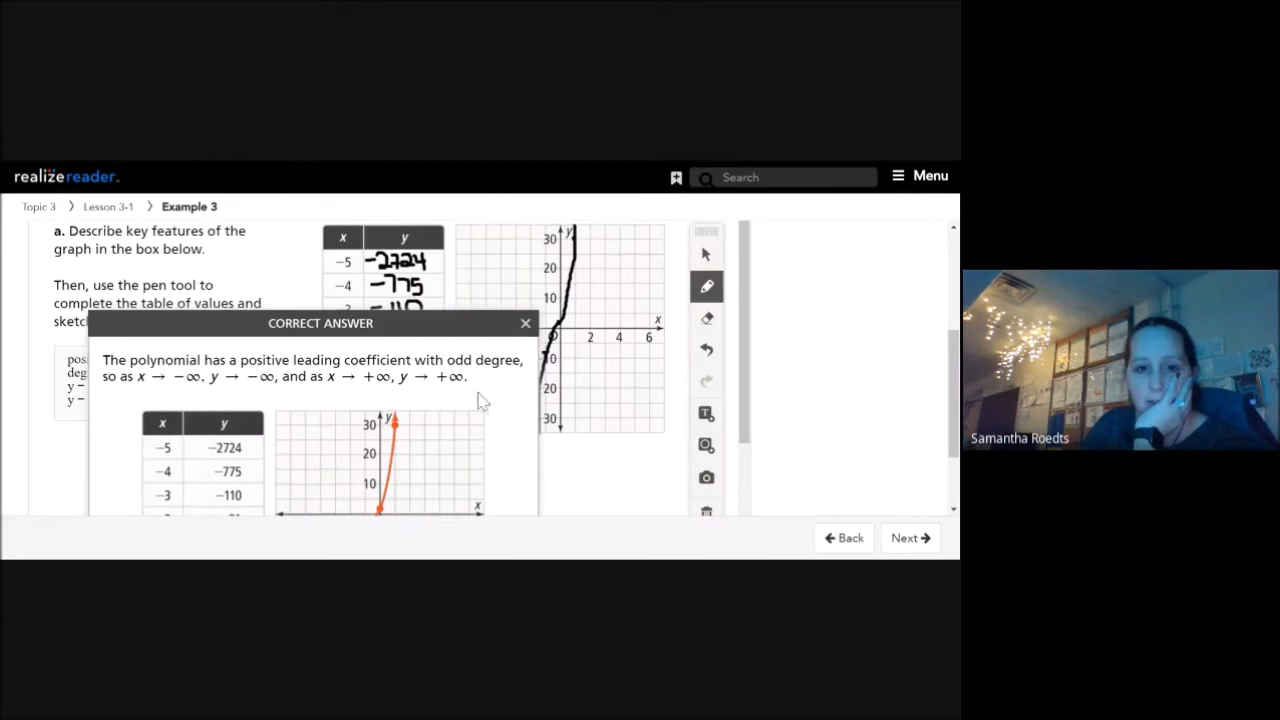 realizereader.
Search
Menu
Topic 3
Lesson 3-1
Example 3
a. Describe key features of the
graph in the box below.
Then, use the pen tool to
complete the table of values and
x y
−5 -2724
−4 -775
-110
30
20
10
O
10
20
30
2 4 6
x
y
CORRECT ANSWER
The polynomial has a positive leading coefficient with odd degree,
so as x → −∞, y → −∞, and as x → +∞, y → +∞.
x y
−5 −2724
−4 −775
−3 −110
30
20
10
y
x
Back
Next
Samantha Roedts